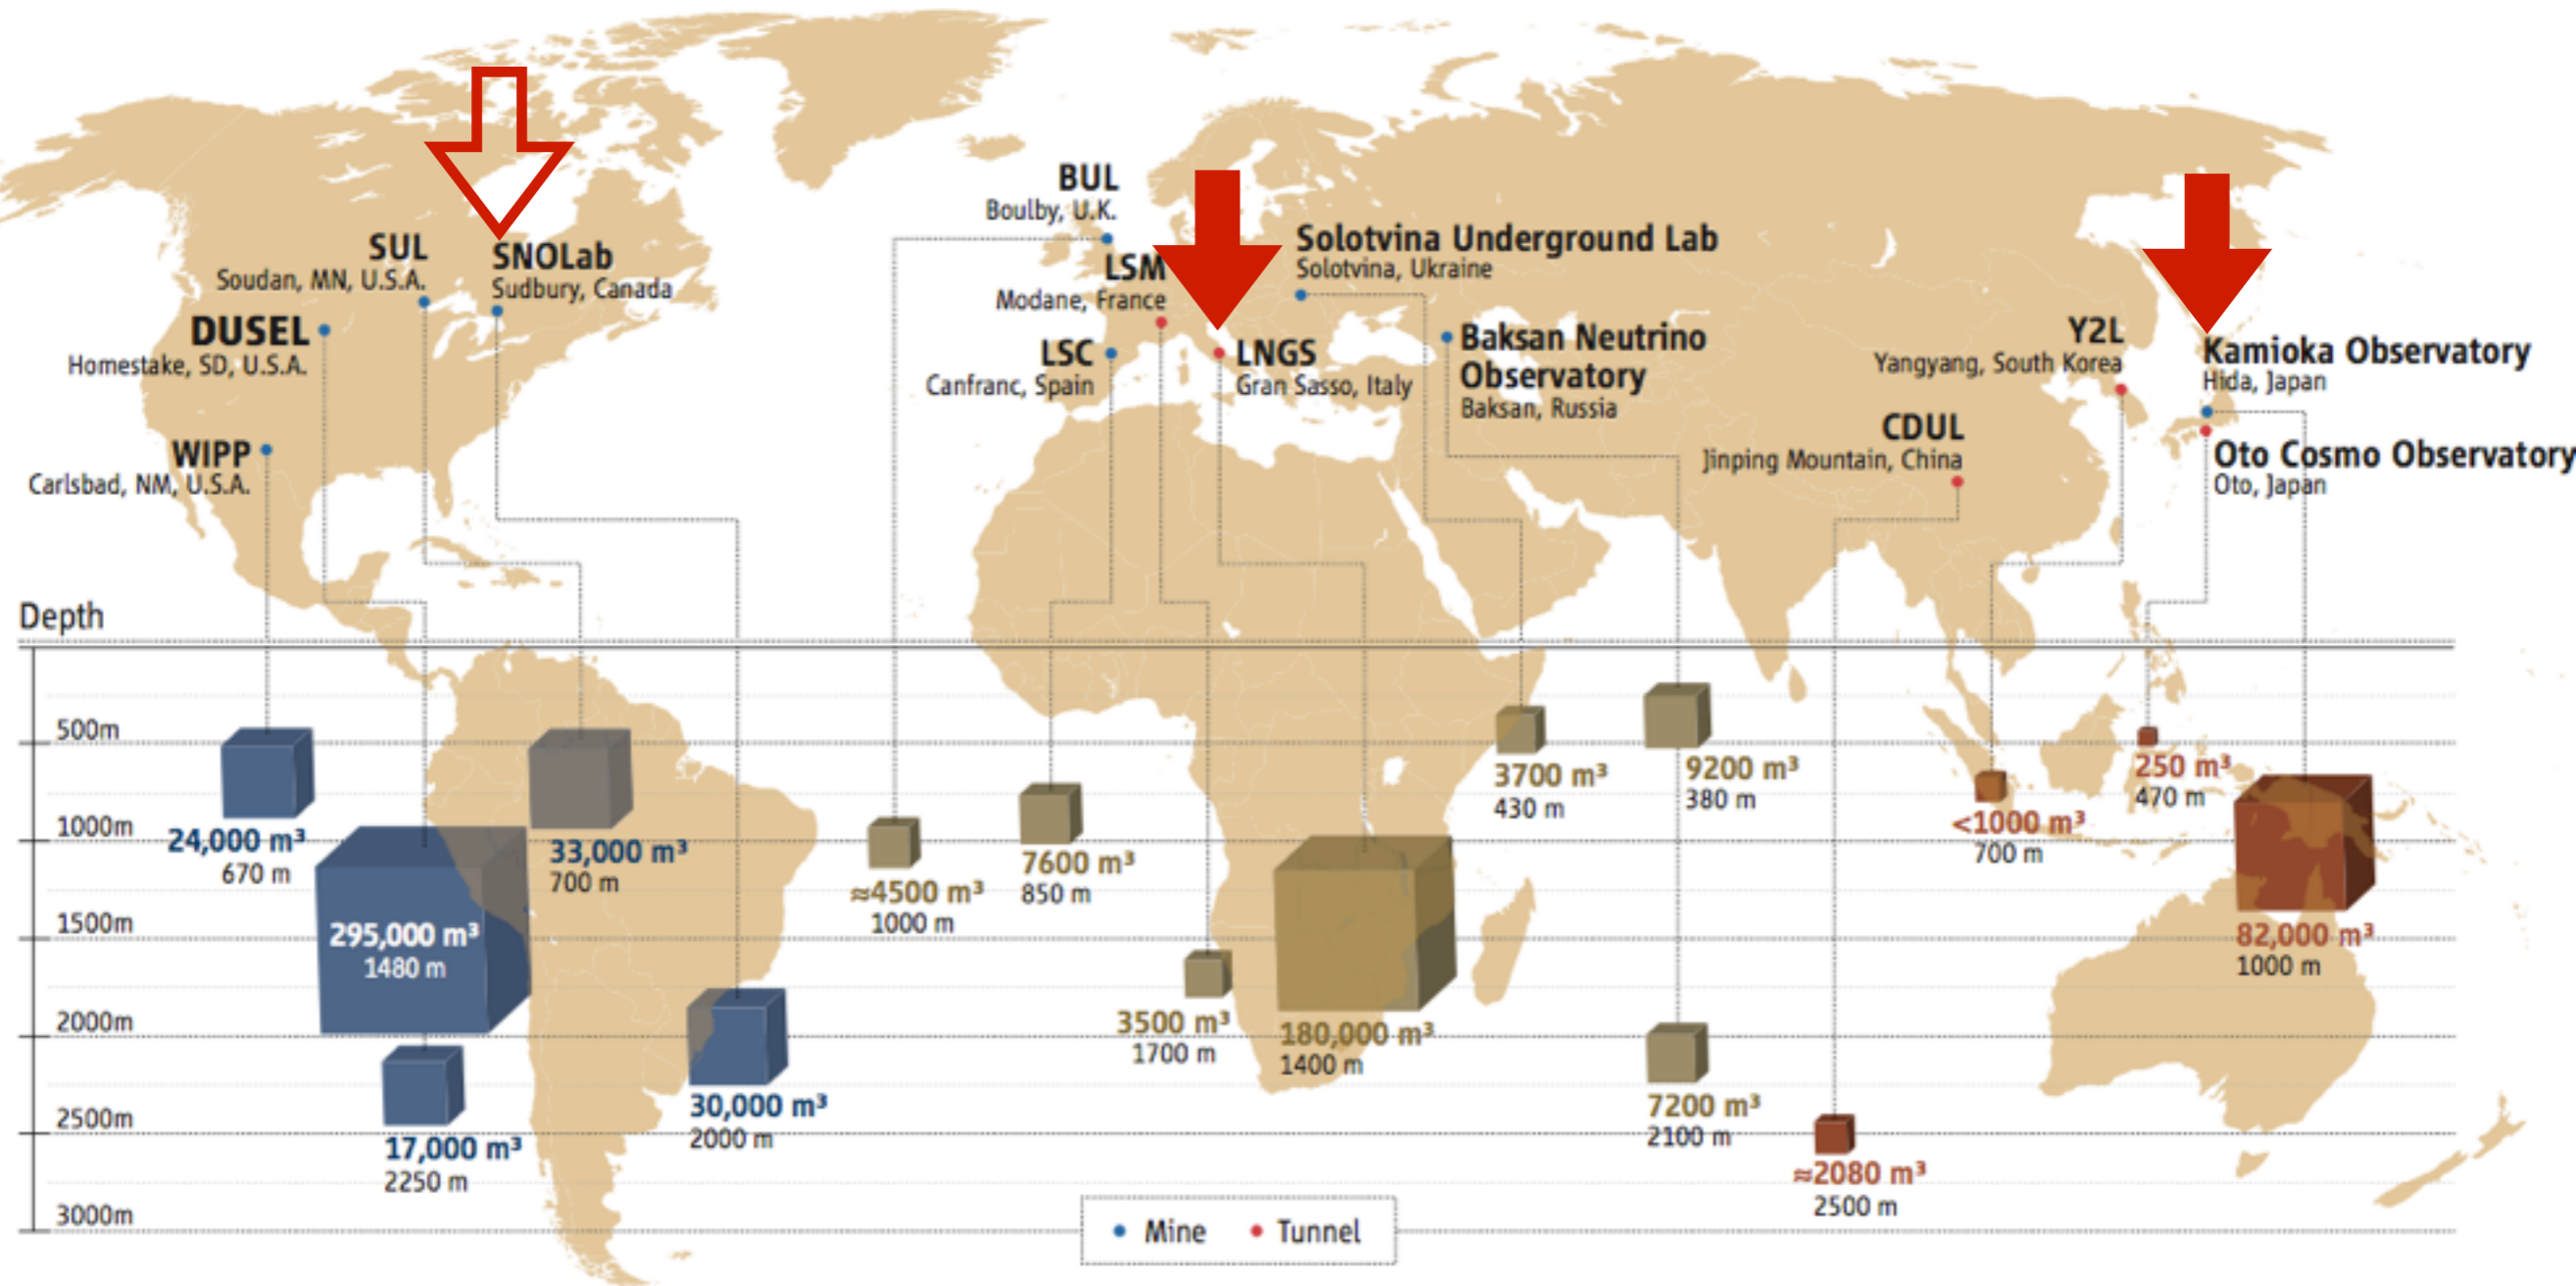 BUL
Boulby, U.K.
SUL
Soudan, MN, U.S.A.
SNOLab
Sudbury, Canada
LSM
Modane, France
Solotvina Underground Lab
Solotvina, Ukraine
DUSEL
Homestake, SD, U.S.A.
LSC
Canfranc, Spain
LNGS
Gran Sasso, Italy
Baksan Neutrino
Observatory
Baksan, Russia
Y2L
Yangyang, South Korea
Kamioka Observatory
Hida, Japan
WIPP
Carlsbad, NM, U.S.A.
CDUL
Jinping Mountain, China
Oto Cosmo Observatory
Oto, Japan
Depth
500m
1000m
1500m
2000m
2500m
3000m
24,000 m³
670 m
295,000 m³
1480 m
17,000 m³
2250 m
33,000 m³
700 m
30,000 m³
2000 m
≈4500 m³
1000 m
7600 m³
850 m
3500 m³
1700 m
180,000 m³
1400 m
3700 m³
430 m
9200 m³
380 m
7200 m³
2100 m
≈2080 m³
2500 m
<1000 m³
700 m
250 m³
470 m
82,000 m³
1000 m
Mine
Tunnel